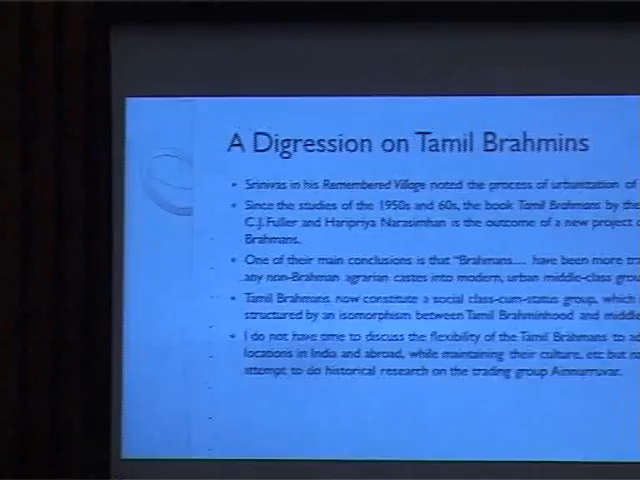 A Digression on Tamil Brahmins
• Srinivas in his Remembered Village noted the process of urbanization of
• Since the studies of the 1950s and 60s, the book Tamil Brahmans by the
C.J. Fuller and Haripriya Narasimhan is the outcome of a new project o
Brahmans.
• One of their main conclusions is that "Brahmans... have been more tra
any non-Brahman agrarian castes into modern, urban middle-class grou
• Tamil Brahmins now constitute a social class-cum-status group, which
structured by an isomorphism between Tamil Brahminhood and middle
• I do not have time to discuss the flexibility of the Tamil Brahmans to ad
locations in India and abroad, while maintaining their culture, etc but
attempt to do historical research on the trading group Ainnurruvar.